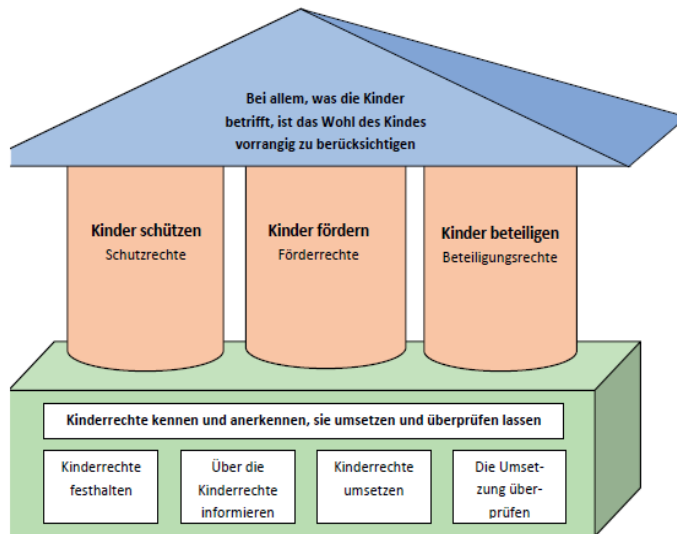 Bei allem, was die Kinder
betrifft, ist das Wohl des Kindes
vorrangig zu berücksichtigen
Kinder schützen
Schutzrechte
Kinder fördern
Förderrechte
Kinder beteiligen
Beteiligungsrechte
Kinderrechte kennen und anerkennen, sie umsetzen und überprüfen lassen
Kinderrechte
festhalten
Über die
Kinderrechte
informieren
Kinderrechte
umsetzen
Die Umset-
zung über-
prüfen